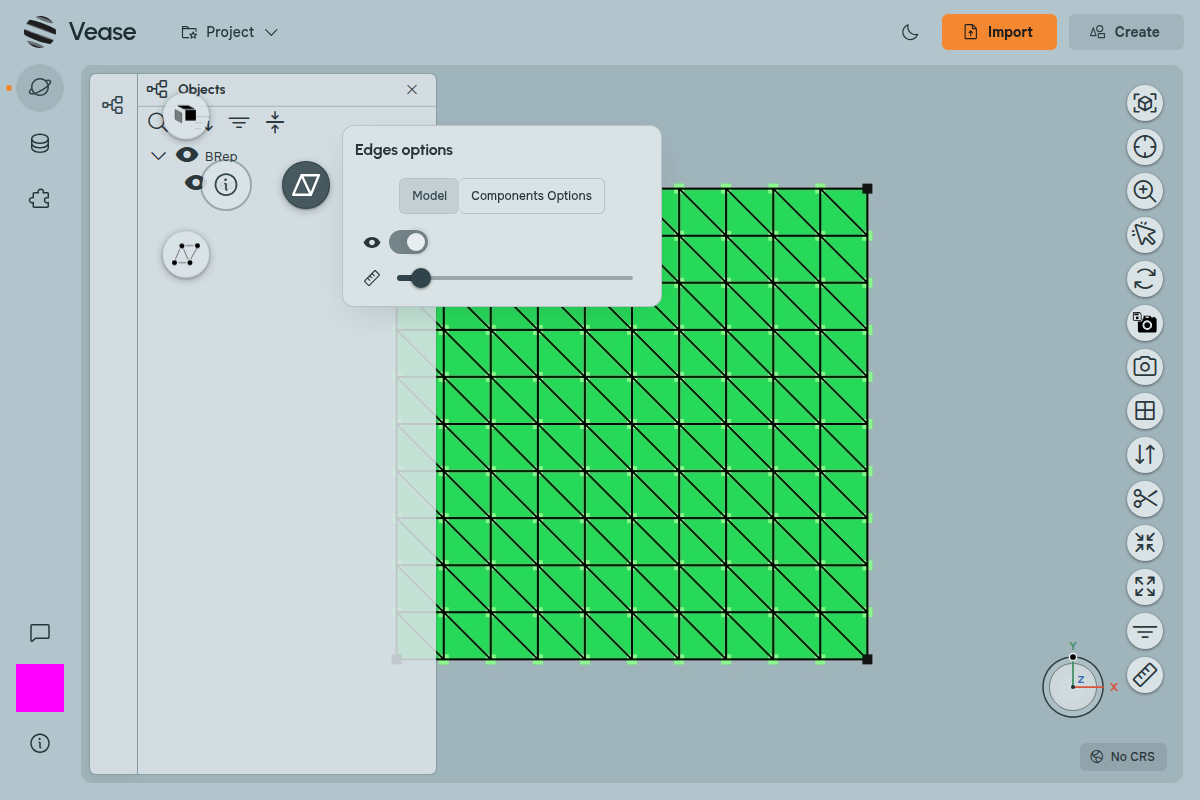 Vease
Project
Import
Create
Objects
BRep
Edges options
Model
Components Options
Y
Z
X
No CRS